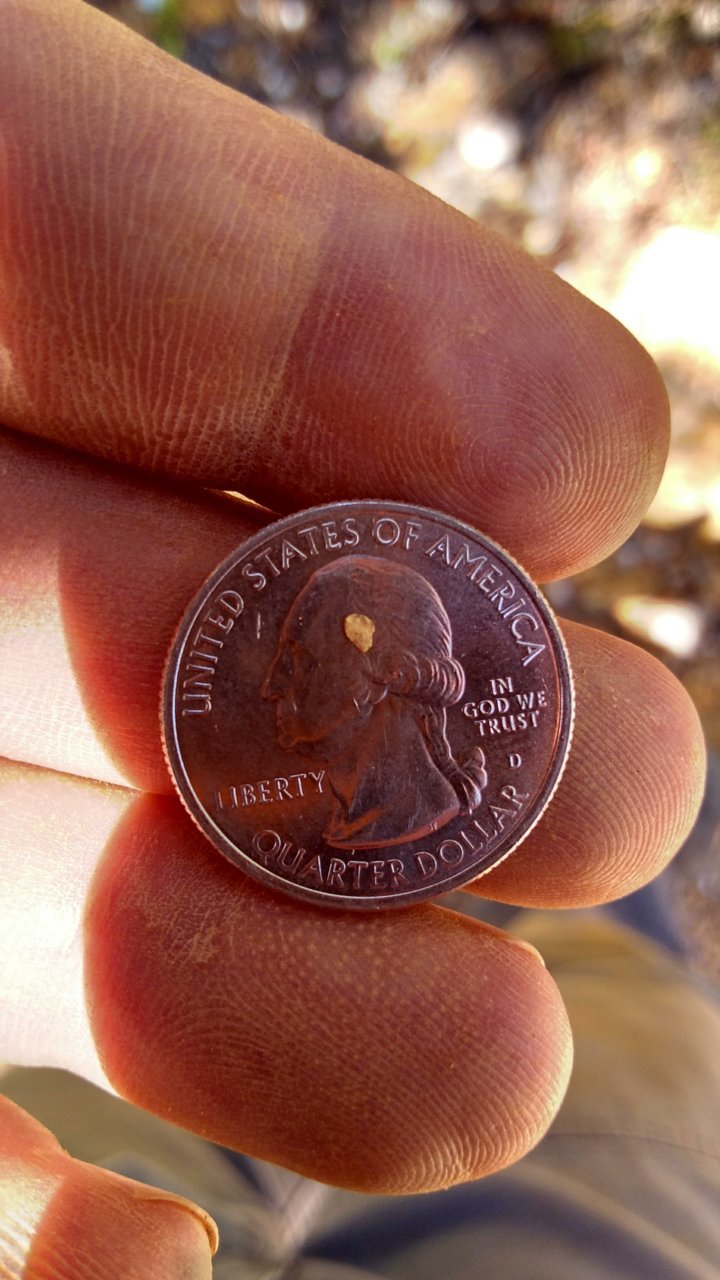 UNITED STATES OF AMERICA
IN
GOD WE
TRUST
D
LIBERTY
QUARTER DOLLAR